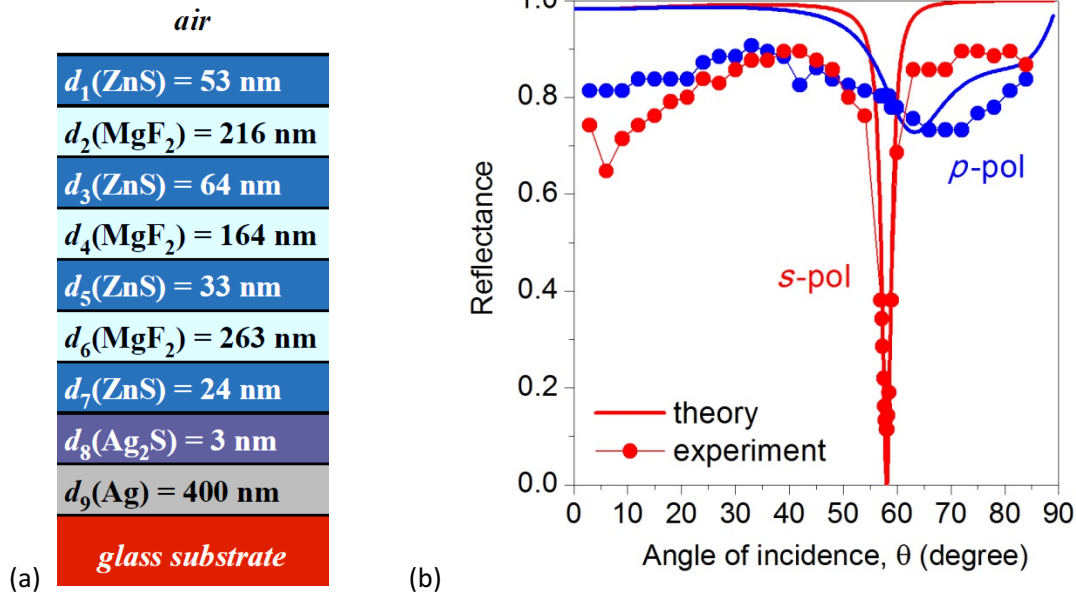 air
d₁(ZnS) = 53 nm
d₂(MgF₂) = 216 nm
d₃(ZnS) = 64 nm
d₄(MgF₂) = 164 nm
d₅(ZnS) = 33 nm
d₆(MgF₂) = 263 nm
d₇(ZnS) = 24 nm
d₈(Ag₂S) = 3 nm
d₉(Ag) = 400 nm
glass substrate
(a)
1.0
0.8
0.6
0.4
0.2
0.0
Reflectance
p-pol
s-pol
theory
experiment
0 10 20 30 40 50 60 70 80 90
Angle of incidence, θ (degree)
(b)